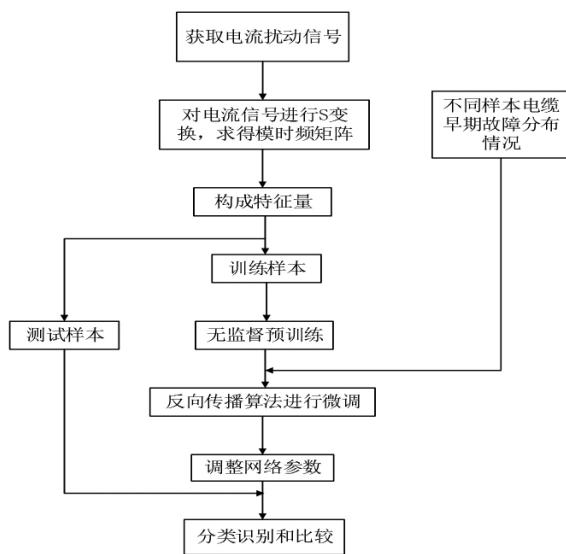 获取电流扰动信号
对电流信号进行S变
换，求得模时频矩阵
不同样本电缆
早期故障分布
情况
构成特征量
训练样本
测试样本
无监督预训练
反向传播算法进行微调
调整网络参数
分类识别和比较